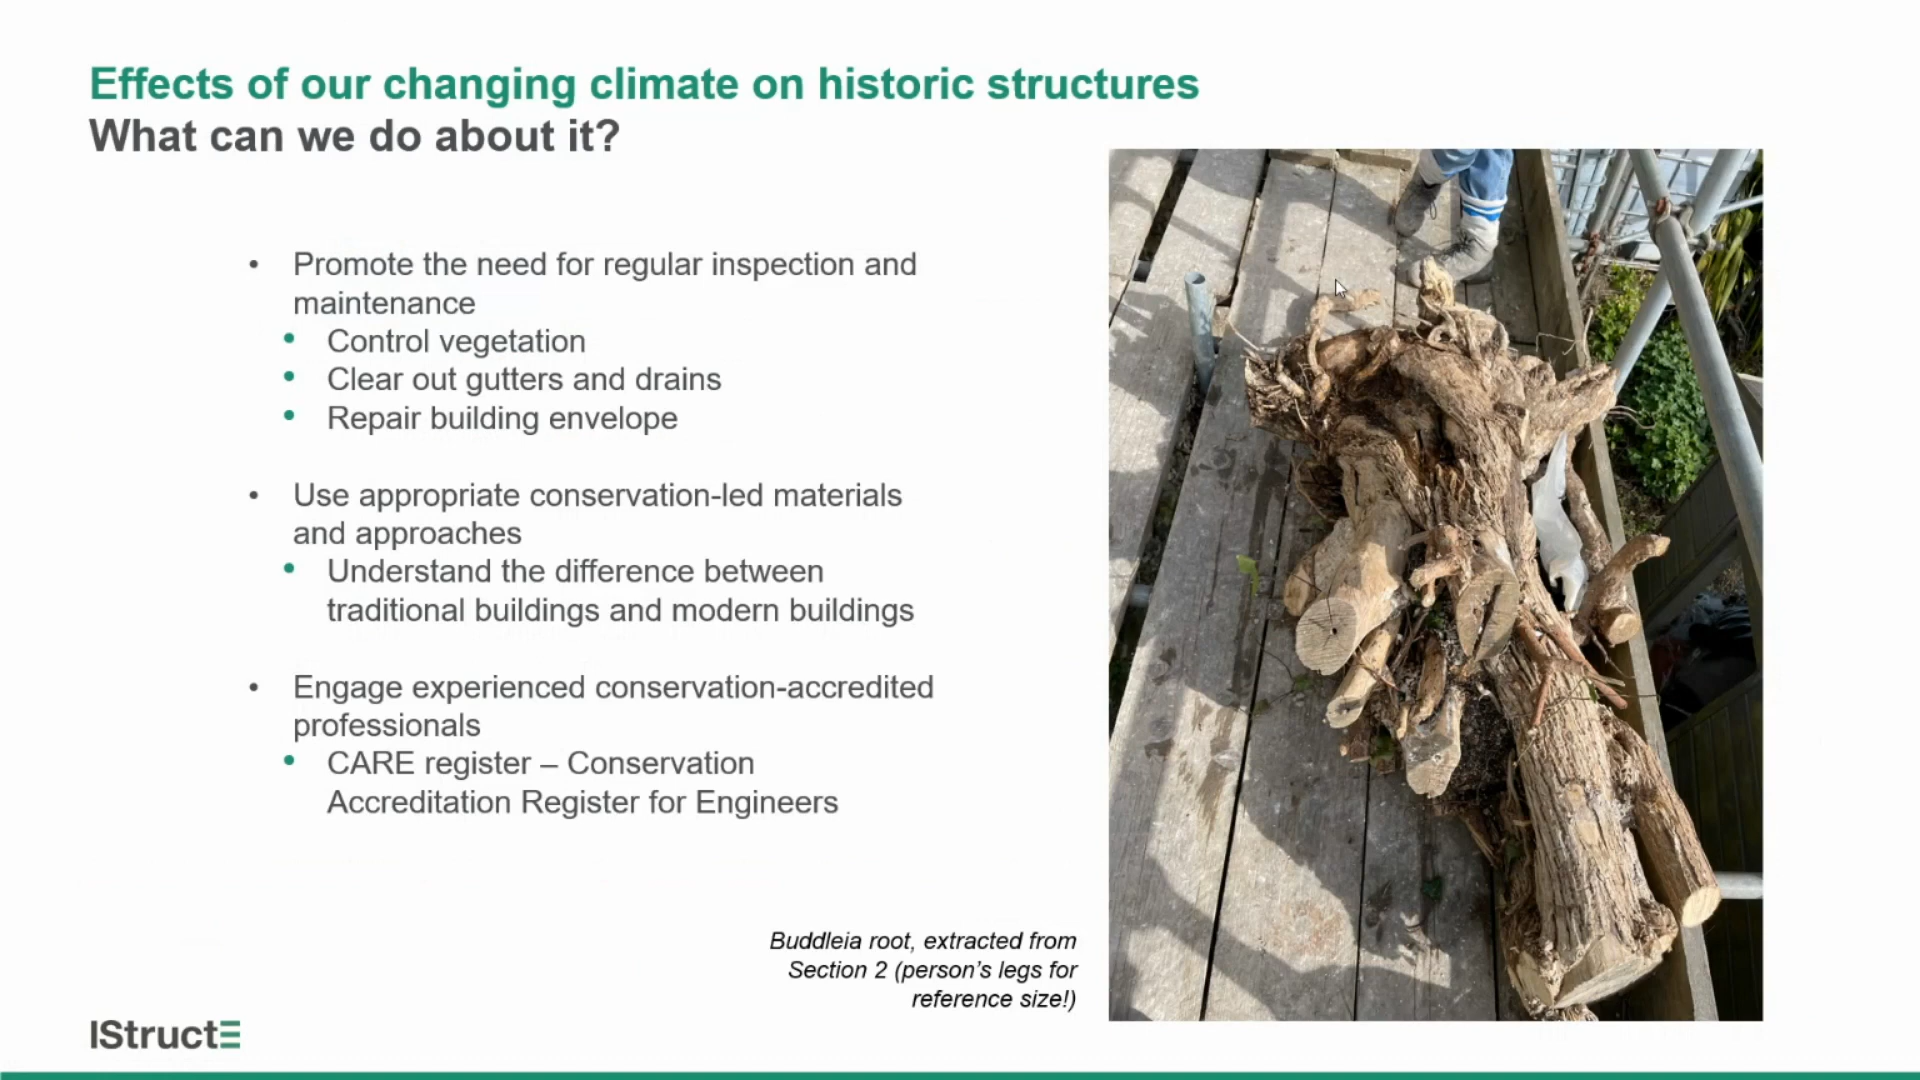 Effects of our changing climate on historic structures
What can we do about it?
• Promote the need for regular inspection and
maintenance
• Control vegetation
• Clear out gutters and drains
• Repair building envelope
• Use appropriate conservation-led materials
and approaches
• Understand the difference between
traditional buildings and modern buildings
• Engage experienced conservation-accredited
professionals
• CARE register – Conservation
Accreditation Register for Engineers
Buddleia root, extracted from
Section 2 (person's legs for
reference size!)
IStructE